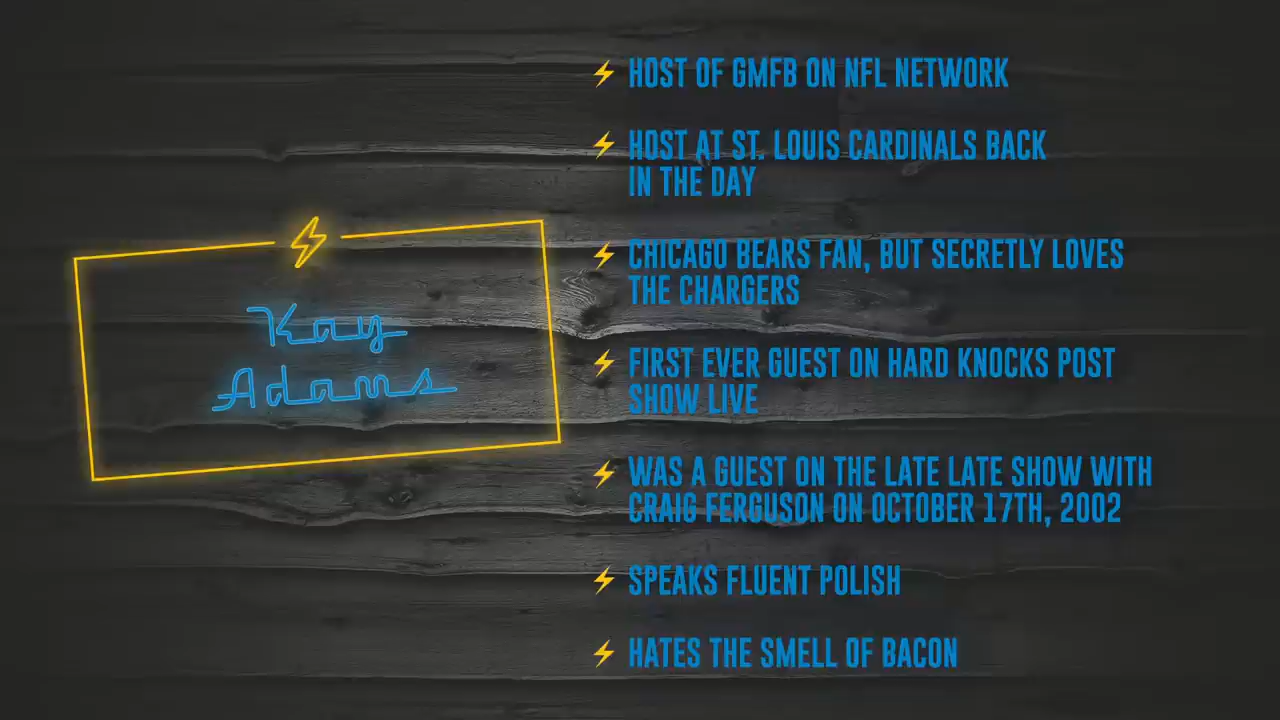 HOST OF GMFB ON NFL NETWORK
HOST AT ST. LOUIS CARDINALS BACK
IN THE DAY
CHICAGO BEARS FAN, BUT SECRETLY LOVES
THE CHARGERS
Kay
Adams
FIRST EVER GUEST ON HARD KNOCKS POST
SHOW LIVE
WAS A GUEST ON THE LATE LATE SHOW WITH
CRAIG FERGUSON ON OCTOBER 17TH, 2002
SPEAKS FLUENT POLISH
HATES THE SMELL OF BACON